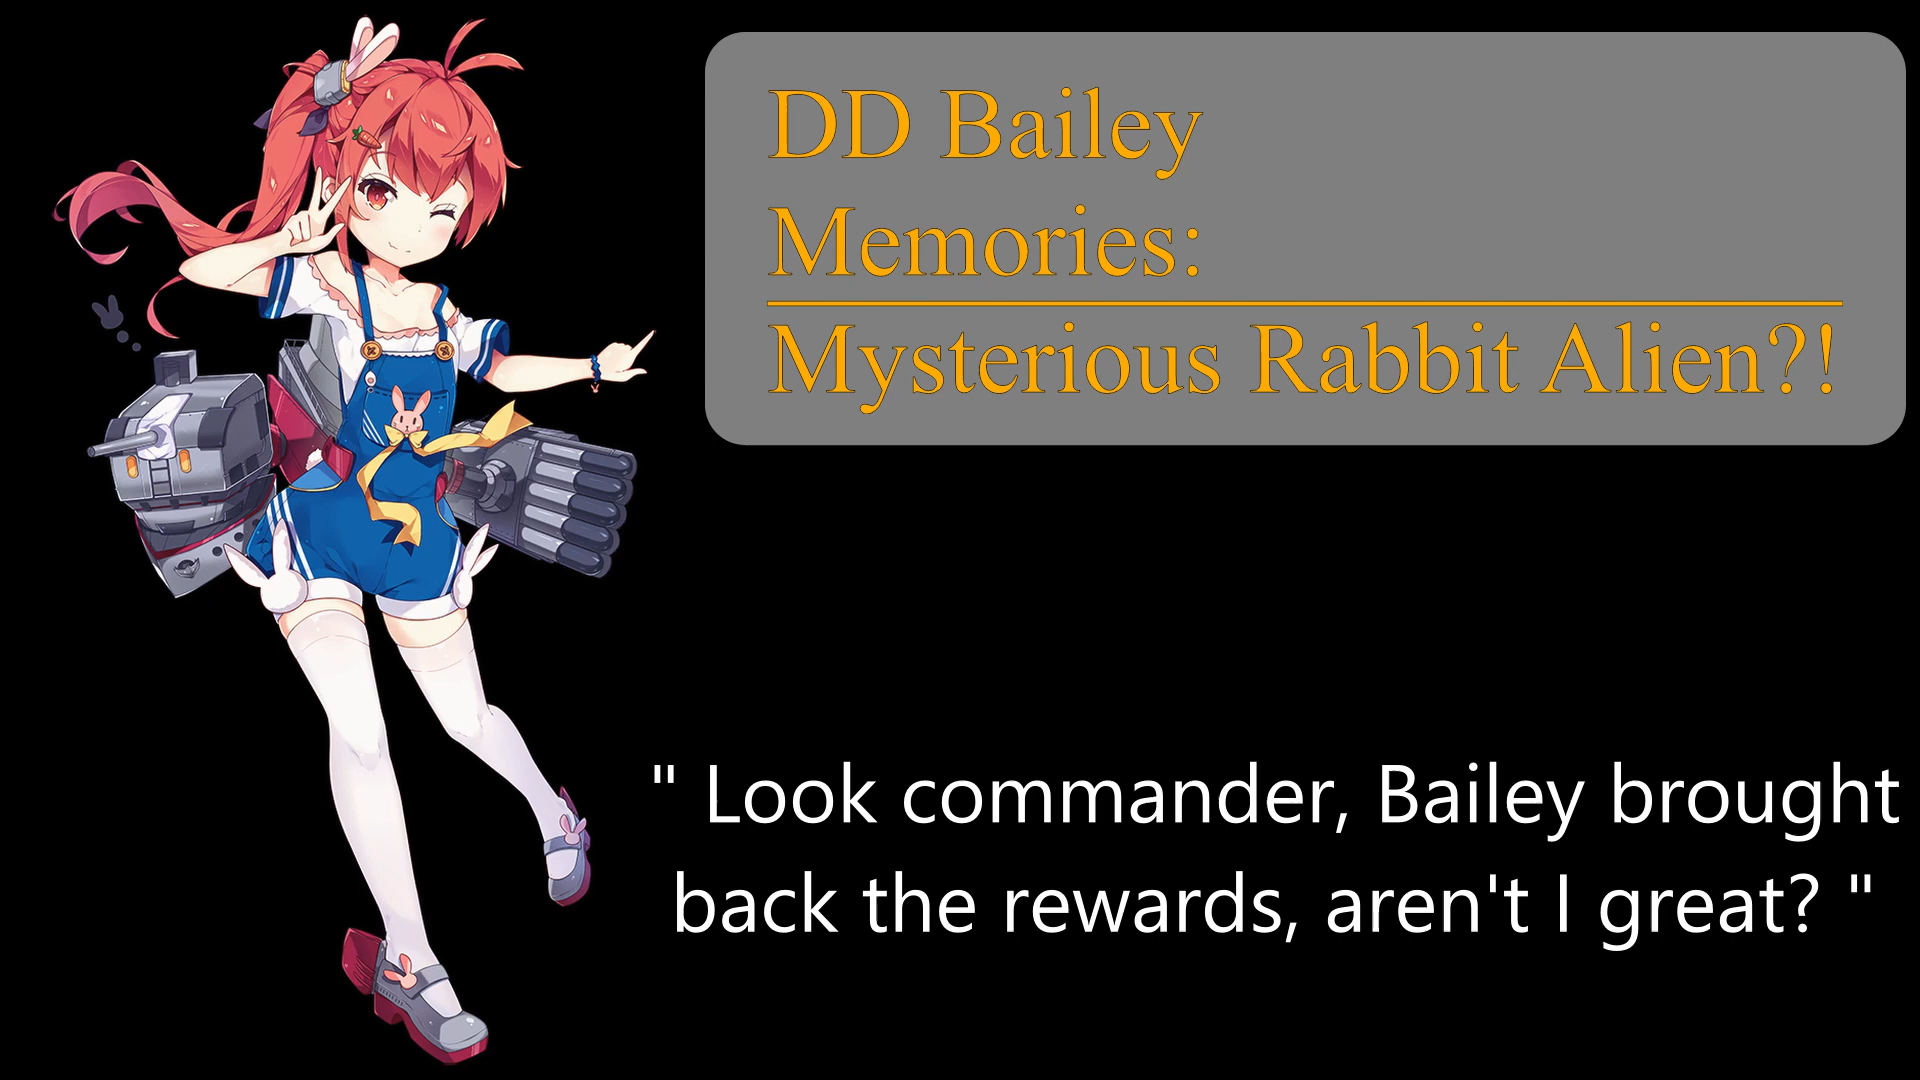 DD Bailey
Memories:
Mysterious Rabbit Alien?!
" Look commander, Bailey brought
back the rewards, aren't I great? "